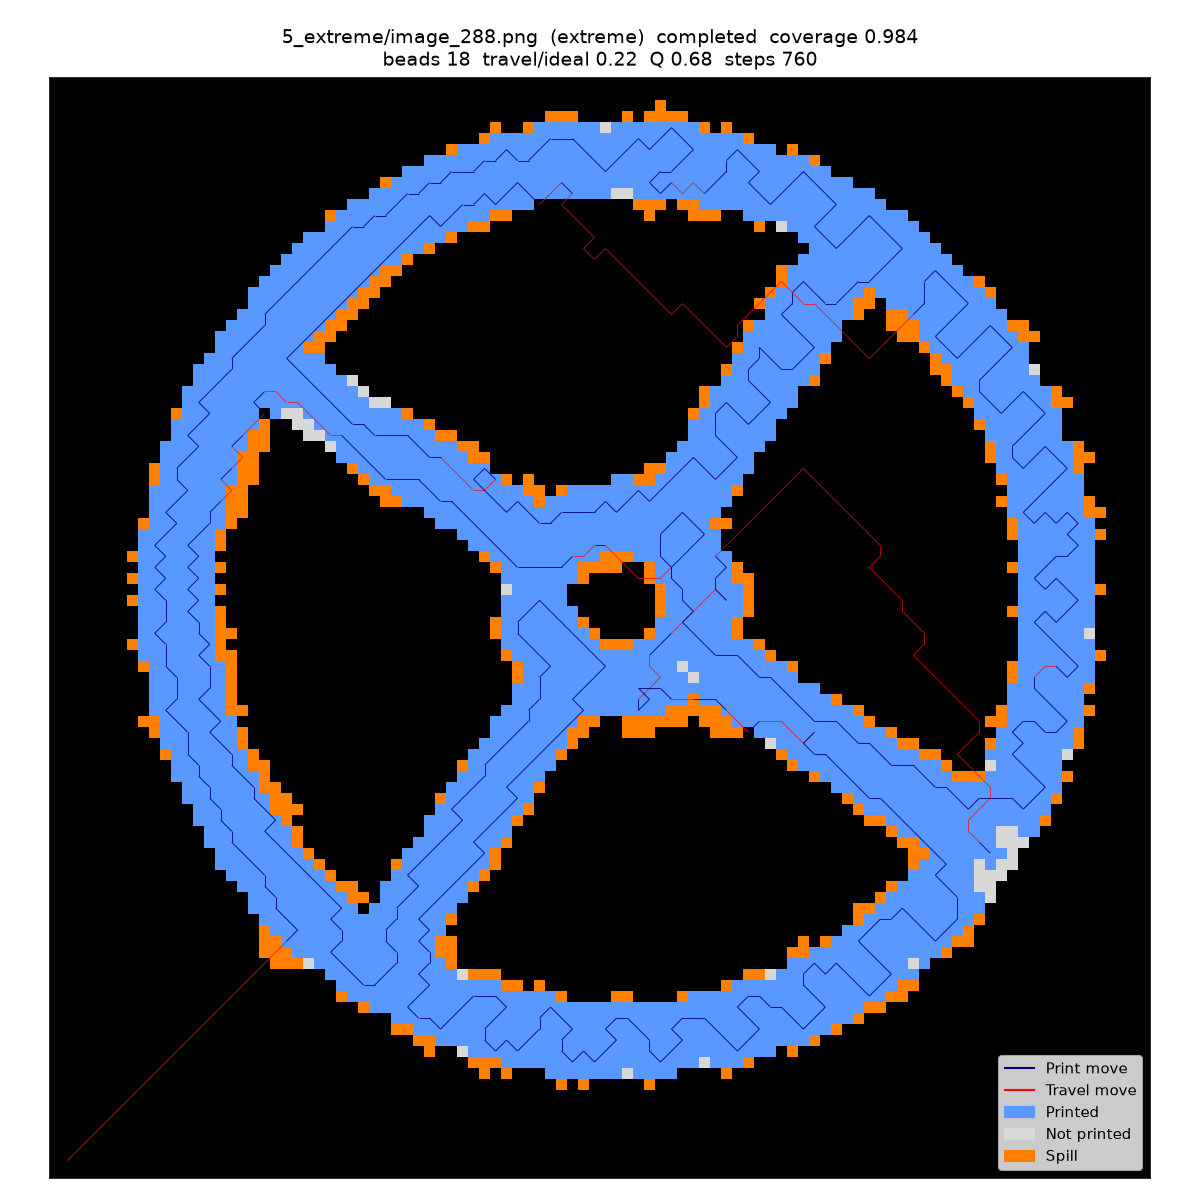 5_extreme/image_288.png  (extreme)  completed  coverage 0.984
beads 18  travel/ideal 0.22  Q 0.68  steps 760
Print move
Travel move
Printed
Not printed
Spill